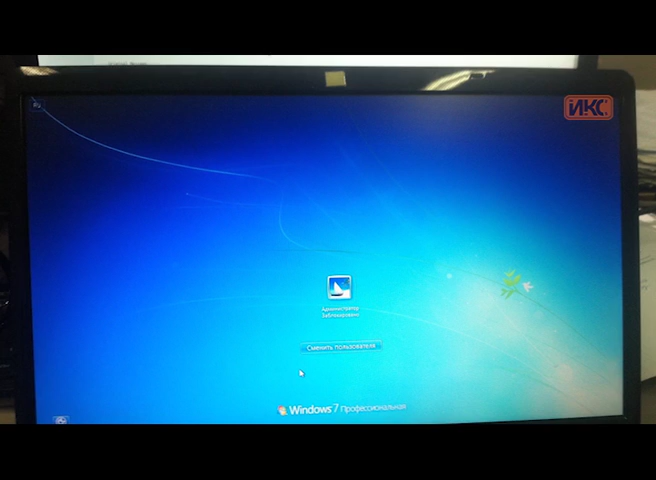 ИКС
Администратор
Заблокировано
Сменить пользователя
Windows 7 Профессиональная